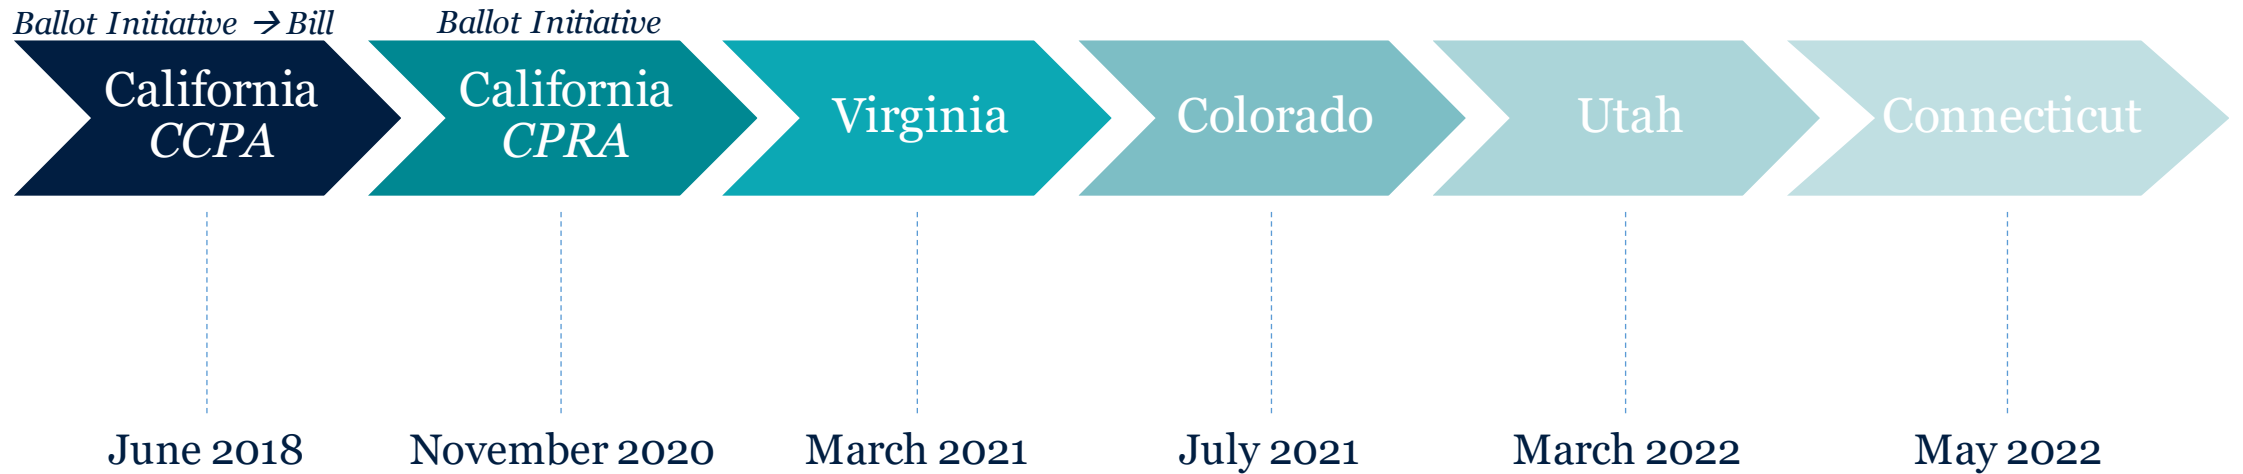 Ballot Initiative → Bill
Ballot Initiative
California
CCPA
California
CPRA
Virginia
Colorado
Utah
Connecticut
June 2018
November 2020
March 2021
July 2021
March 2022
May 2022